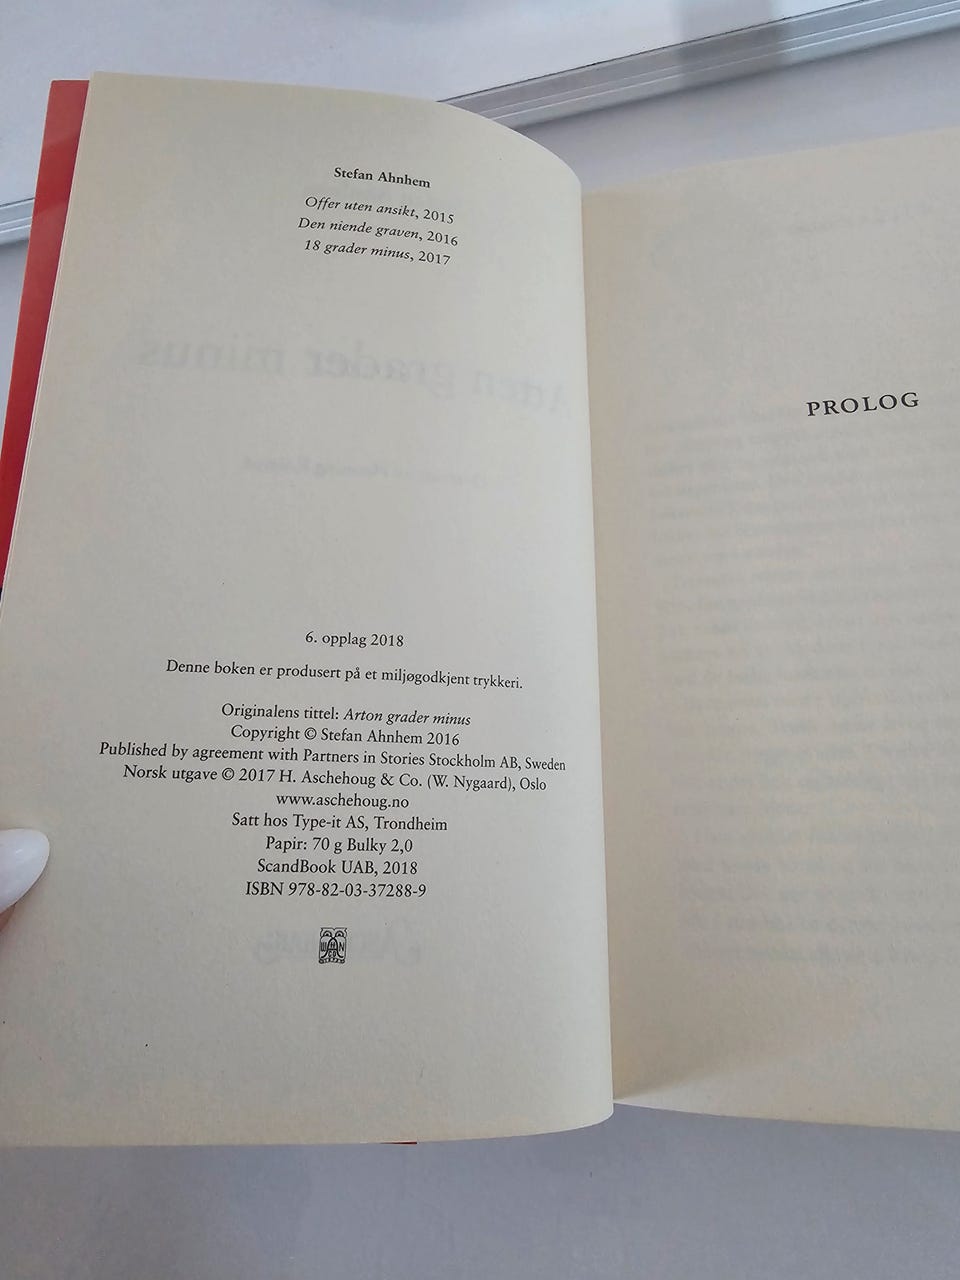 Stefan Ahnhem
Offer uten ansikt, 2015
Den niende graven, 2016
18 grader minus, 2017
grader minus
6. opplag 2018
Denne boken er produsert på et miljøgodkjent trykkeri.
Originalens tittel: Arton grader minus
Copyright © Stefan Ahnhem 2016
Published by agreement with Partners in Stories Stockholm AB, Sweden
Norsk utgave © 2017 H. Aschehoug & Co. (W. Nygaard), Oslo
www.aschehoug.no
Satt hos Type-it AS, Trondheim
Papir: 70 g Bulky 2,0
ScandBook UAB, 2018
ISBN 978-82-03-37288-9
PROLOG